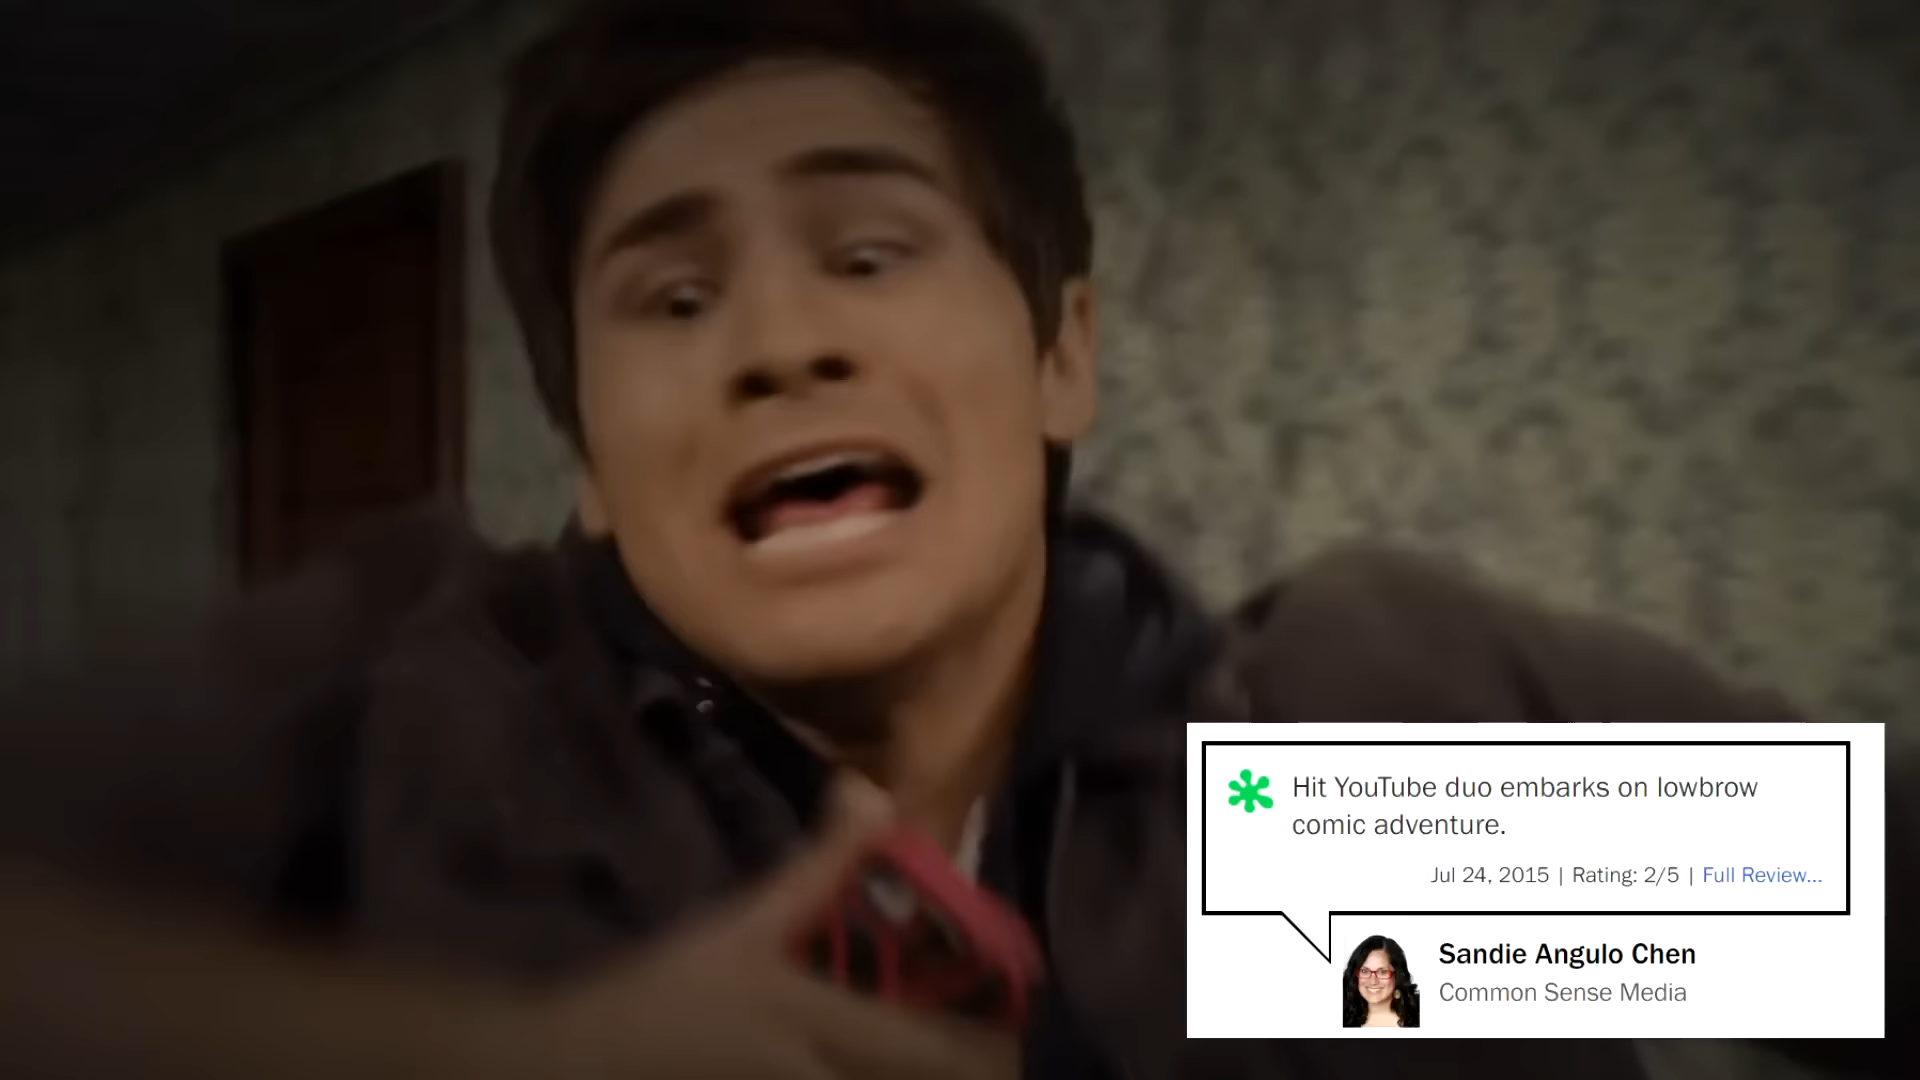 Hit YouTube duo embarks on lowbrow
comic adventure.
Jul 24, 2015 | Rating: 2/5 | Full Review...
Sandie Angulo Chen
Common Sense Media